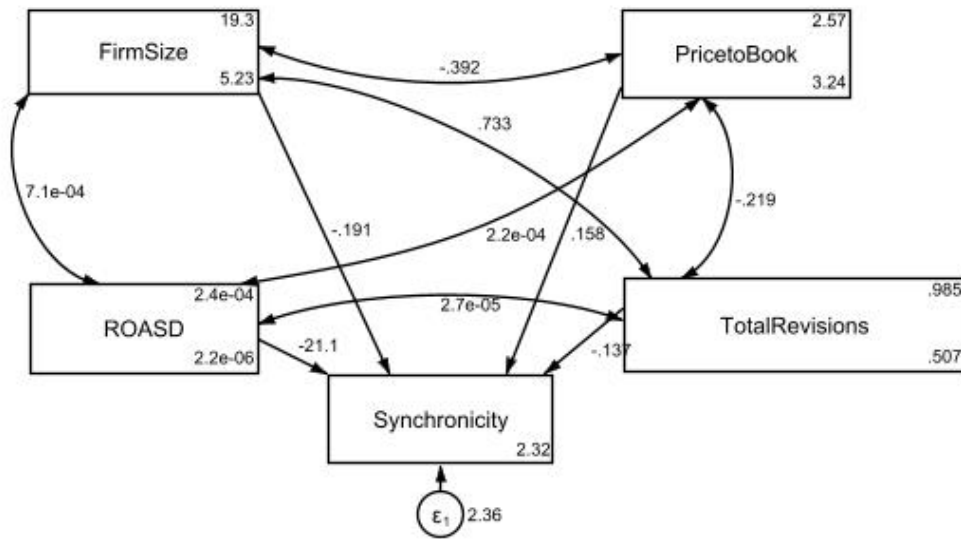 19.3
FirmSize
5.23
2.57
PricetoBook
3.24
-.392
.733
7.1e-04
-.219
-.191
2.2e-04
.158
2.4e-04
ROASD
2.2e-06
2.7e-05
.985
TotalRevisions
.507
-21.1
-.137
Synchronicity
2.32
ε₁ 2.36